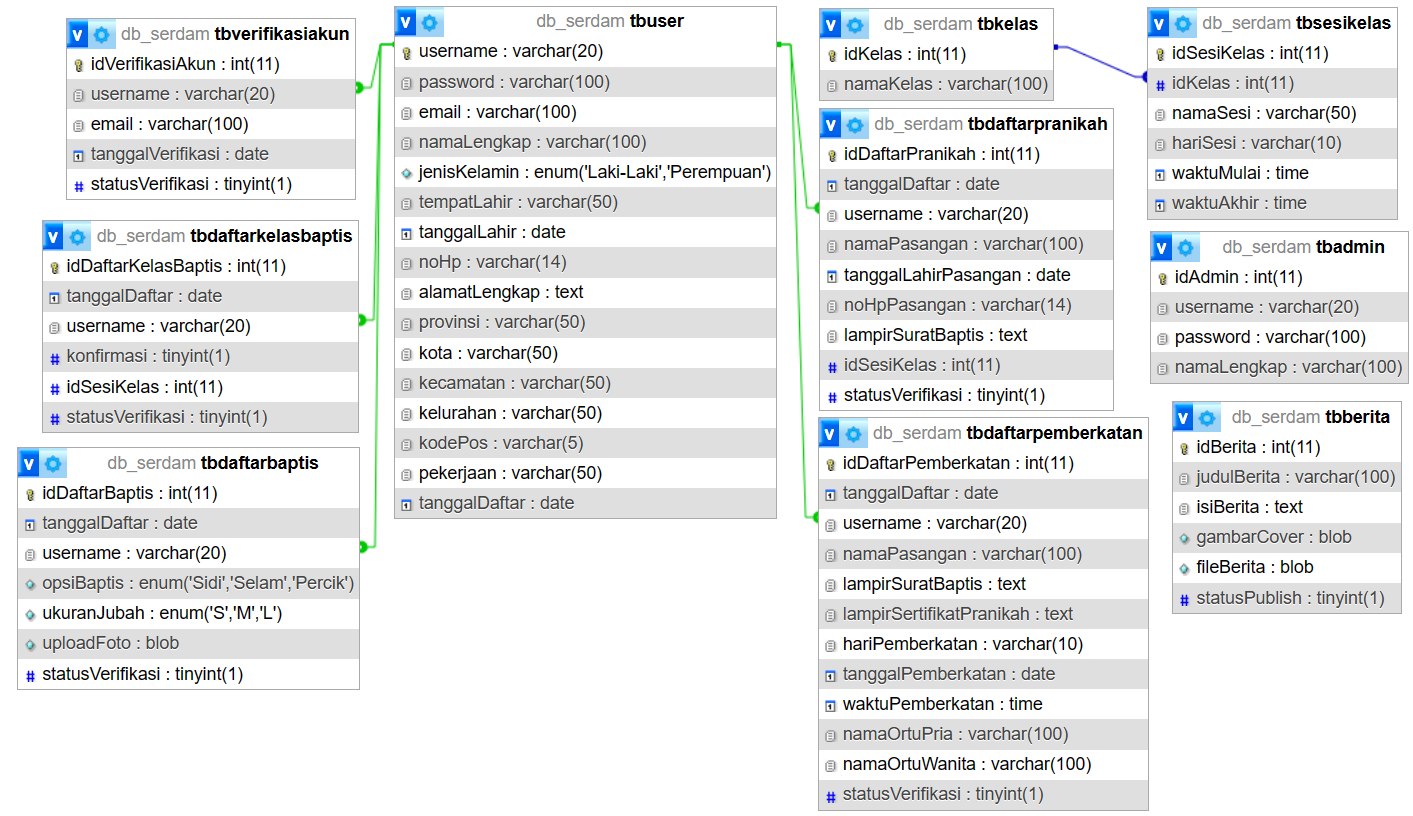 db_serdam tbverifikasiakun
idVerifikasiAkun : int(11)
username : varchar(20)
email : varchar(100)
tanggalVerifikasi : date
statusVerifikasi : tinyint(1)
db_serdam tbdaftarkelasbaptis
idDaftarKelasBaptis : int(11)
tanggalDaftar : date
username : varchar(20)
konfirmasi : tinyint(1)
idSesiKelas : int(11)
statusVerifikasi : tinyint(1)
db_serdam tbdaftarbaptis
idDaftarBaptis : int(11)
tanggalDaftar : date
username : varchar(20)
opsiBaptis : enum('Sidi','Selam','Percik')
ukuranJubah : enum('S','M','L')
uploadFoto : blob
statusVerifikasi : tinyint(1)
db_serdam tbuser
username : varchar(20)
password : varchar(100)
email : varchar(100)
namaLengkap : varchar(100)
jenisKelamin : enum('Laki-Laki','Perempuan')
tempatLahir : varchar(50)
tanggalLahir : date
noHp : varchar(14)
alamatLengkap : text
provinsi : varchar(50)
kota : varchar(50)
kecamatan : varchar(50)
kelurahan : varchar(50)
kodePos : varchar(5)
pekerjaan : varchar(50)
tanggalDaftar : date
db_serdam tbkelas
idKelas : int(11)
namaKelas : varchar(100)
db_serdam tbdaftarpranikah
idDaftarPranikah : int(11)
tanggalDaftar : date
username : varchar(20)
namaPasangan : varchar(100)
tanggalLahirPasangan : date
noHpPasangan : varchar(14)
lampirSuratBaptis : text
idSesiKelas : int(11)
statusVerifikasi : tinyint(1)
db_serdam tbdaftarpemberkatan
idDaftarPemberkatan : int(11)
tanggalDaftar : date
username : varchar(20)
namaPasangan : varchar(100)
lampirSuratBaptis : text
lampirSertifikatPranikah : text
hariPemberkatan : varchar(10)
tanggalPemberkatan : date
waktuPemberkatan : time
namaOrtuPria : varchar(100)
namaOrtuWanita : varchar(100)
statusVerifikasi : tinyint(1)
db_serdam tbsesikelas
idSesiKelas : int(11)
idKelas : int(11)
namaSesi : varchar(50)
hariSesi : varchar(10)
waktuMulai : time
waktuAkhir : time
db_serdam tbadmin
idAdmin : int(11)
username : varchar(20)
password : varchar(100)
namaLengkap : varchar(100)
db_serdam tbberita
idBerita : int(11)
judulBerita : varchar(100)
isiBerita : text
gambarCover : blob
fileBerita : blob
statusPublish : tinyint(1)